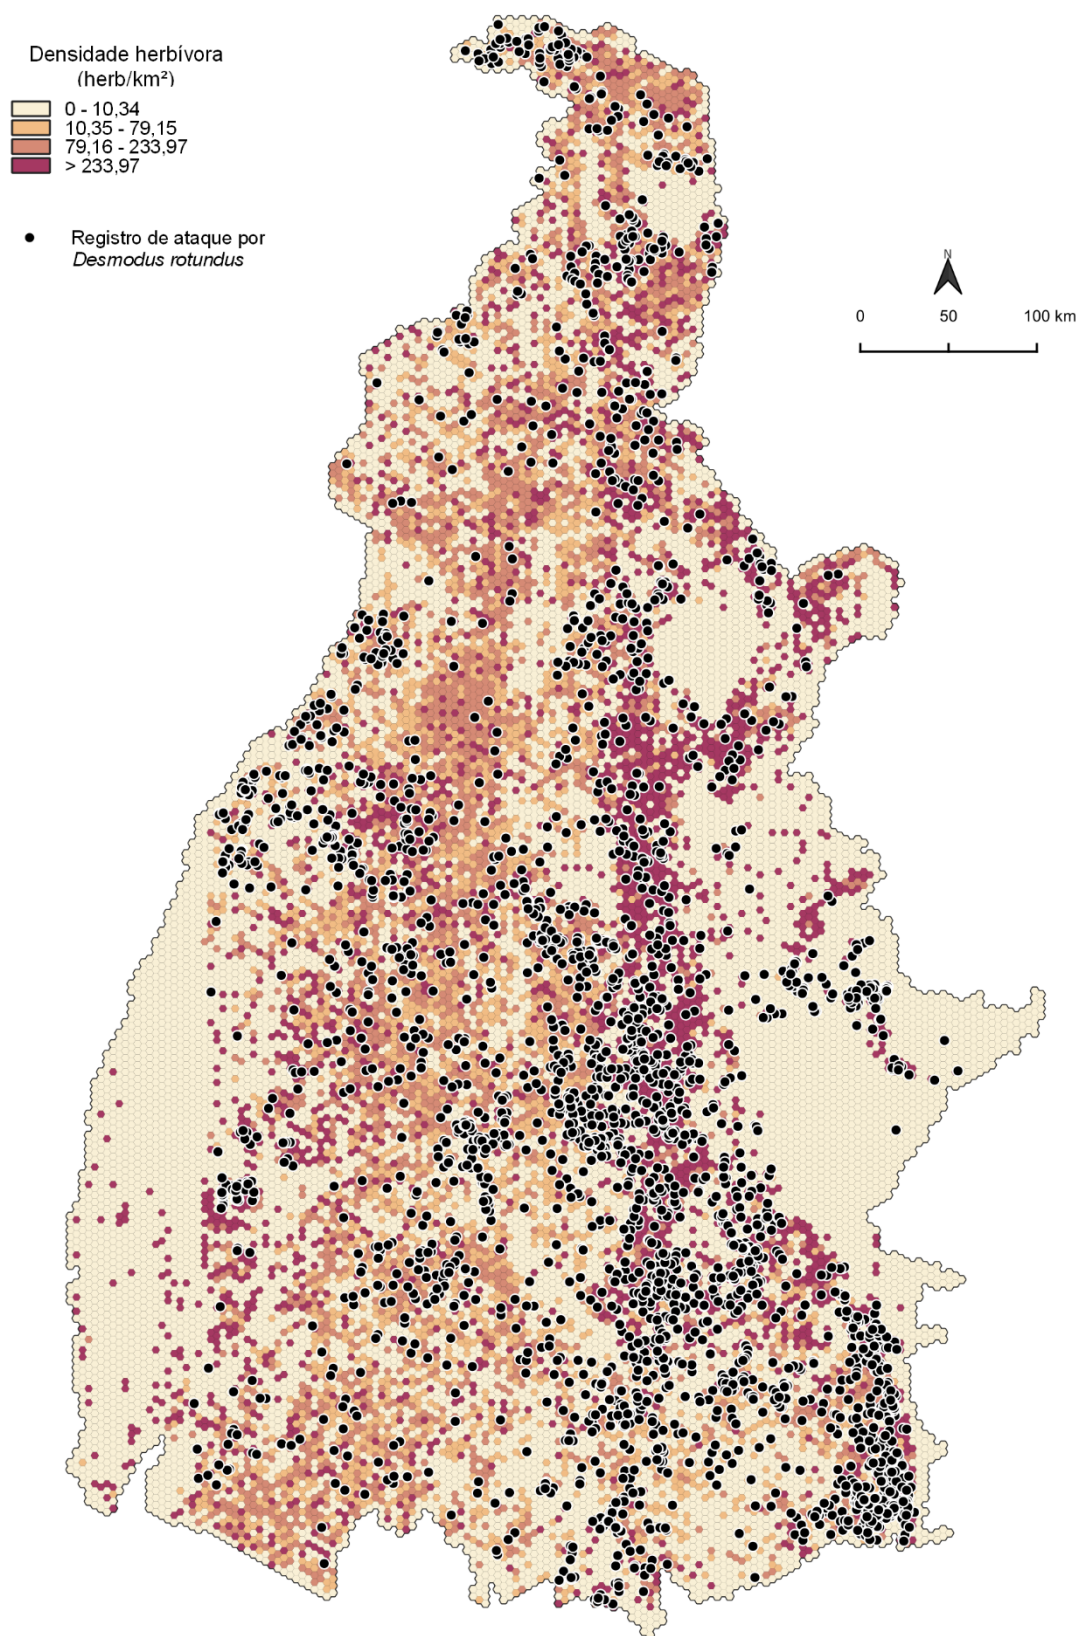 Densidade herbívora
(herb/km²)
0 - 10,34
10,35 - 79,15
79,16 - 233,97
> 233,97
Registro de ataque por
Desmodus rotundus
N
0 50 100 km